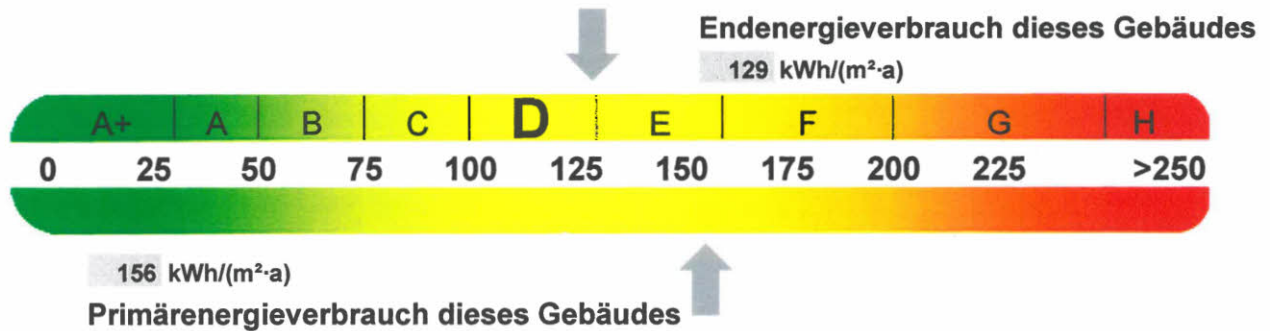 Endenergieverbrauch dieses Gebäudes
129 kWh/(m²·a)
A+ A B C D E F G H
0 25 50 75 100 125 150 175 200 225 >250
156 kWh/(m²·a)
Primärenergieverbrauch dieses Gebäudes